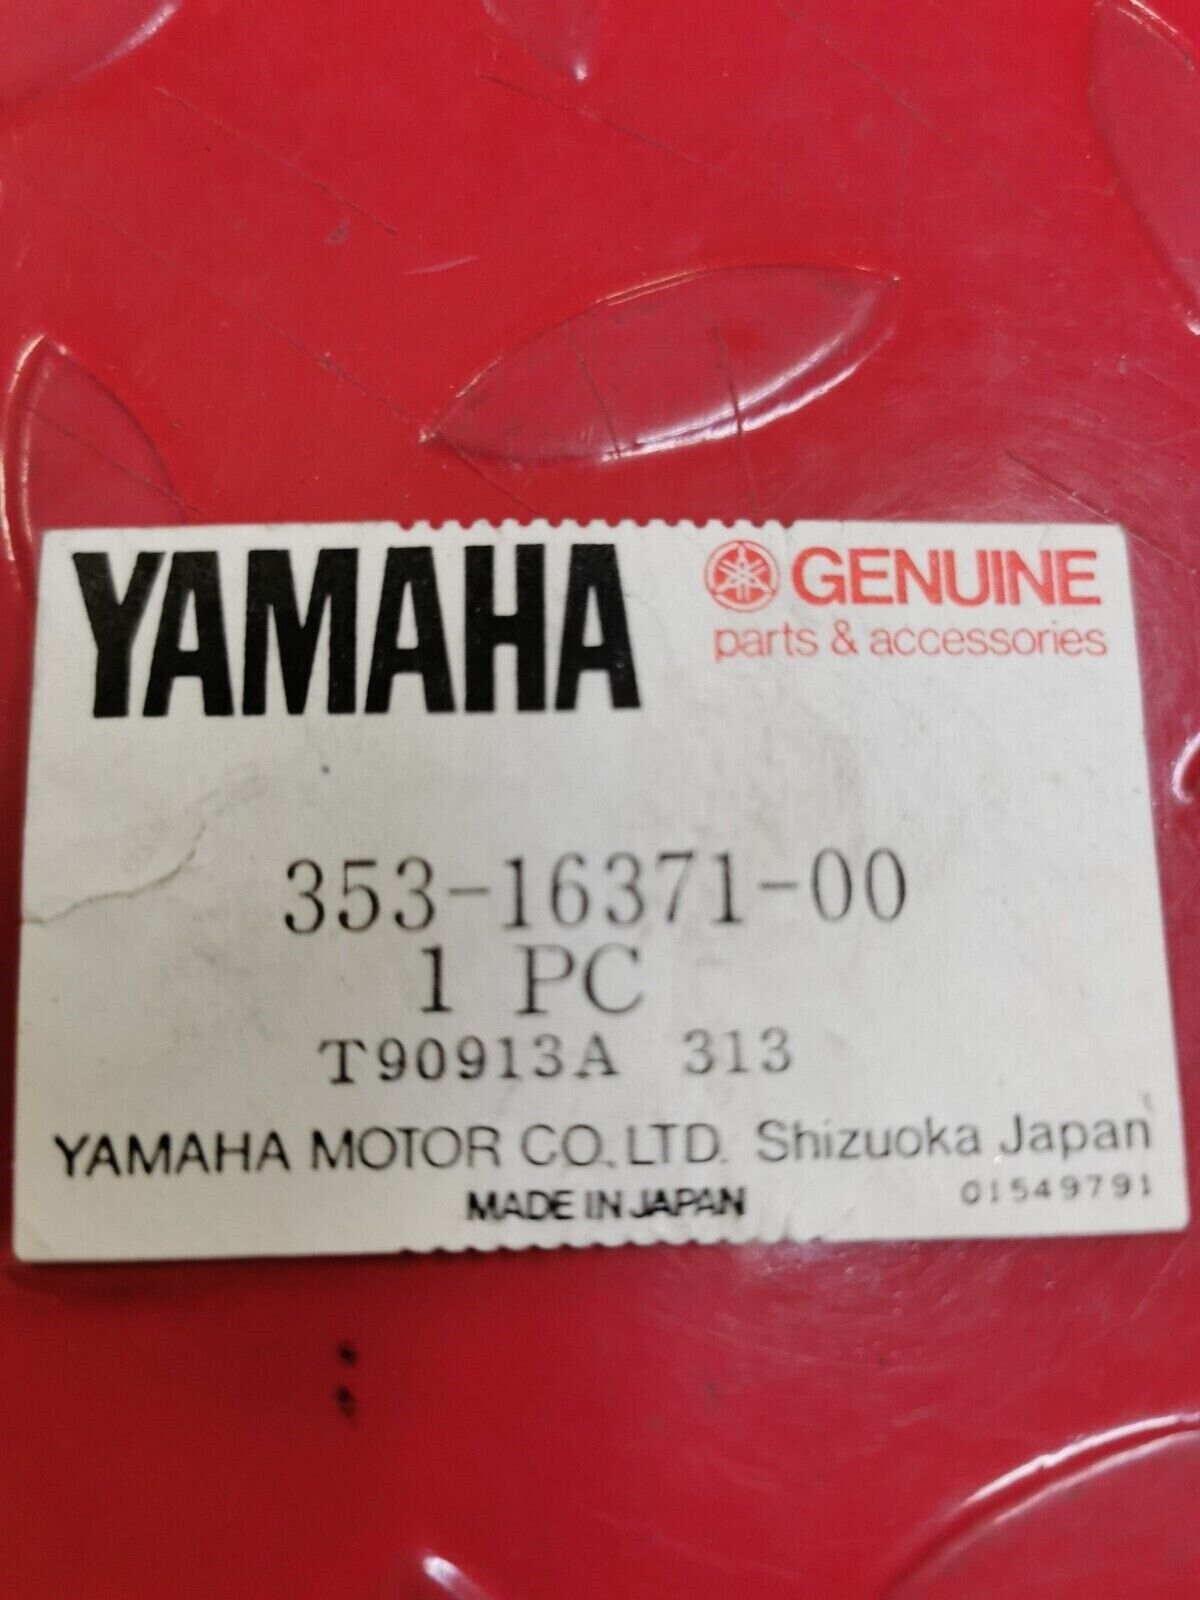 YAMAHA
GENUINE
parts & accessories
353-16371-00
1 PC
T90913A 313
YAMAHA MOTOR CO., LTD. Shizuoka Japan
MADE IN JAPAN
01549791